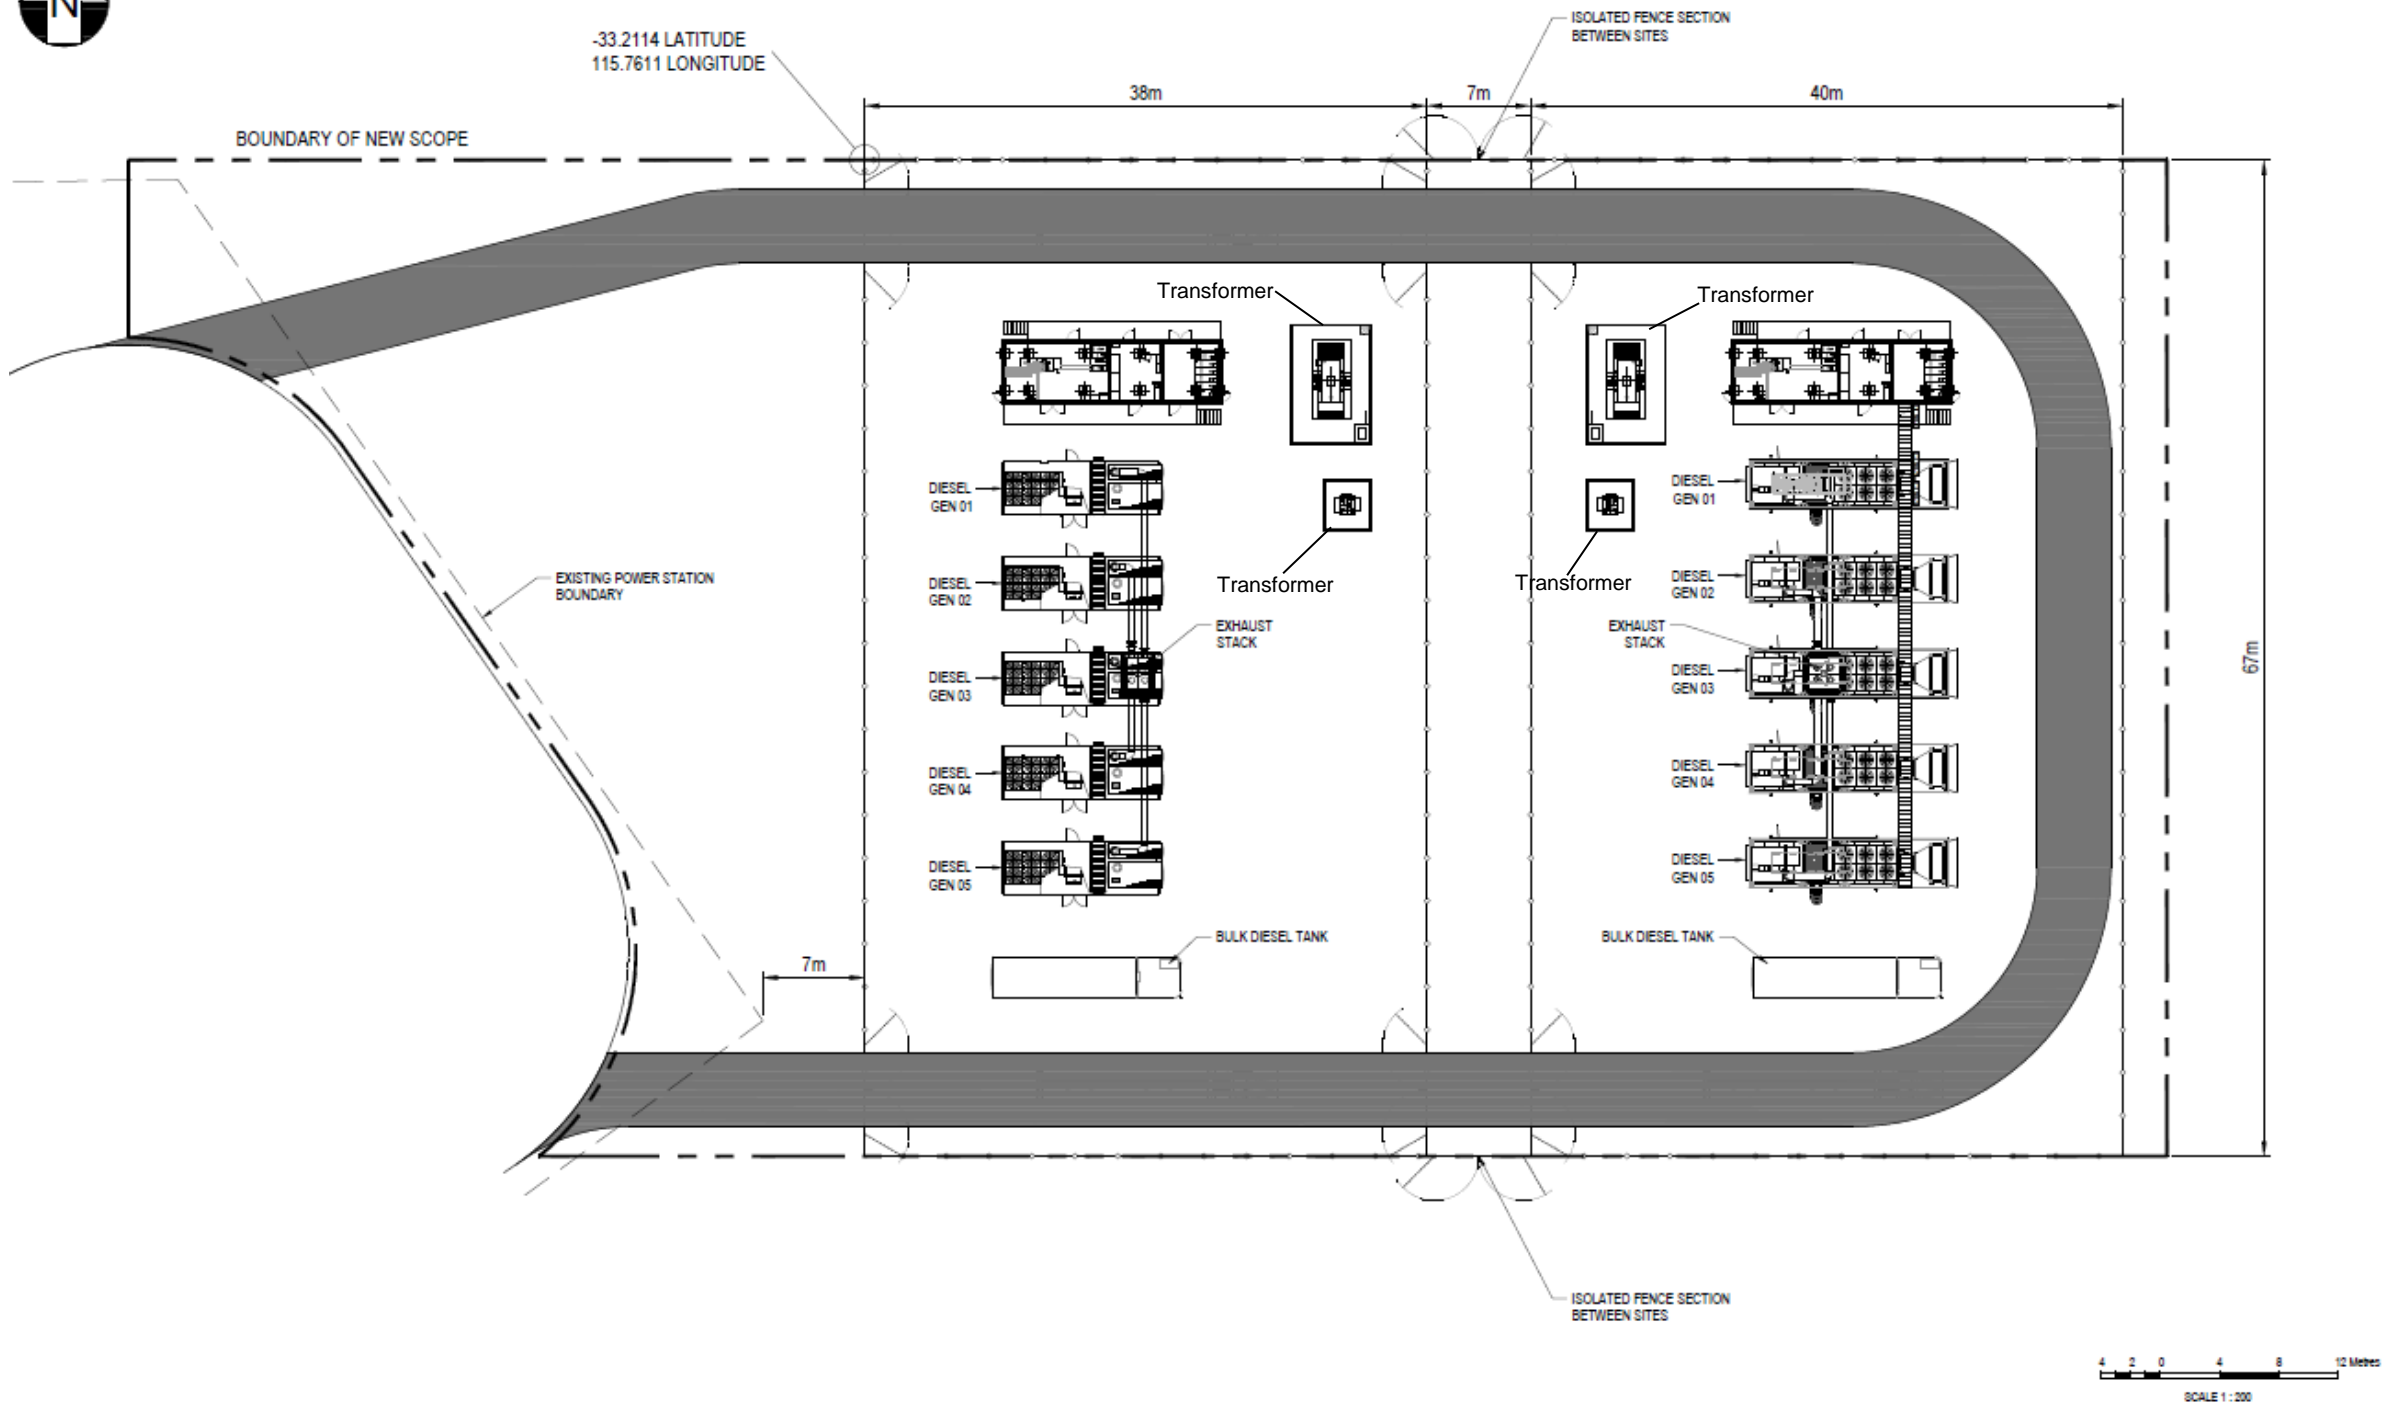 N
ISOLATED FENCE SECTION
BETWEEN SITES
-33.2114 LATITUDE
115.7611 LONGITUDE
38m
7m
40m
BOUNDARY OF NEW SCOPE
Transformer
Transformer
DIESEL
GEN 01
DIESEL
GEN 01
EXISTING POWER STATION
BOUNDARY
DIESEL
GEN 02
Transformer
Transformer
DIESEL
GEN 02
EXHAUST
STACK
EXHAUST
STACK
67m
DIESEL
GEN 03
DIESEL
GEN 03
DIESEL
GEN 04
DIESEL
GEN 04
DIESEL
GEN 05
DIESEL
GEN 05
BULK DIESEL TANK
BULK DIESEL TANK
7m
ISOLATED FENCE SECTION
BETWEEN SITES
4 2 0 4 8 12 Metres
SCALE 1 : 200